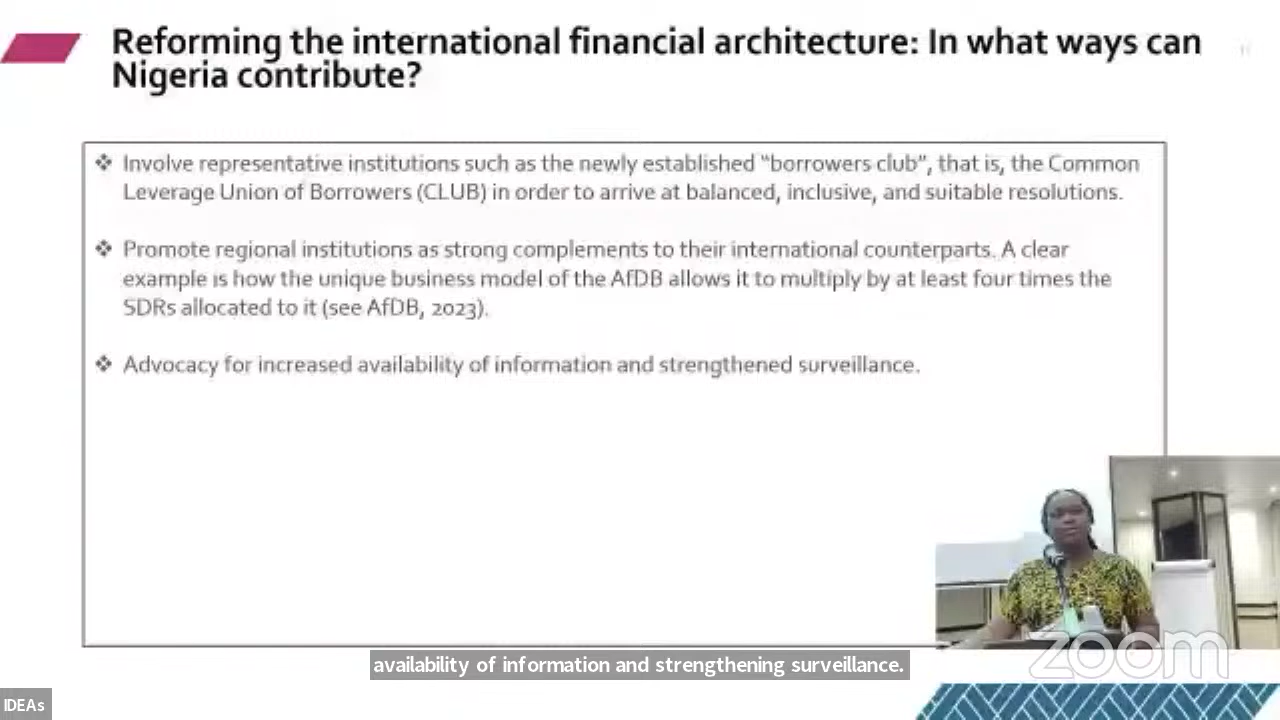 Reforming the international financial architecture: In what ways can
Nigeria contribute?
❖ Involve representative institutions such as the newly established “borrowers club”, that is, the Common
Leverage Union of Borrowers (CLUB) in order to arrive at balanced, inclusive, and suitable resolutions.
❖ Promote regional institutions as strong complements to their international counterparts. A clear
example is how the unique business model of the AfDB allows it to multiply by at least four times the
SDRs allocated to it (see AfDB, 2023).
❖ Advocacy for increased availability of information and strengthened surveillance.
zoom
availability of information and strengthening surveillance.
IDEAs